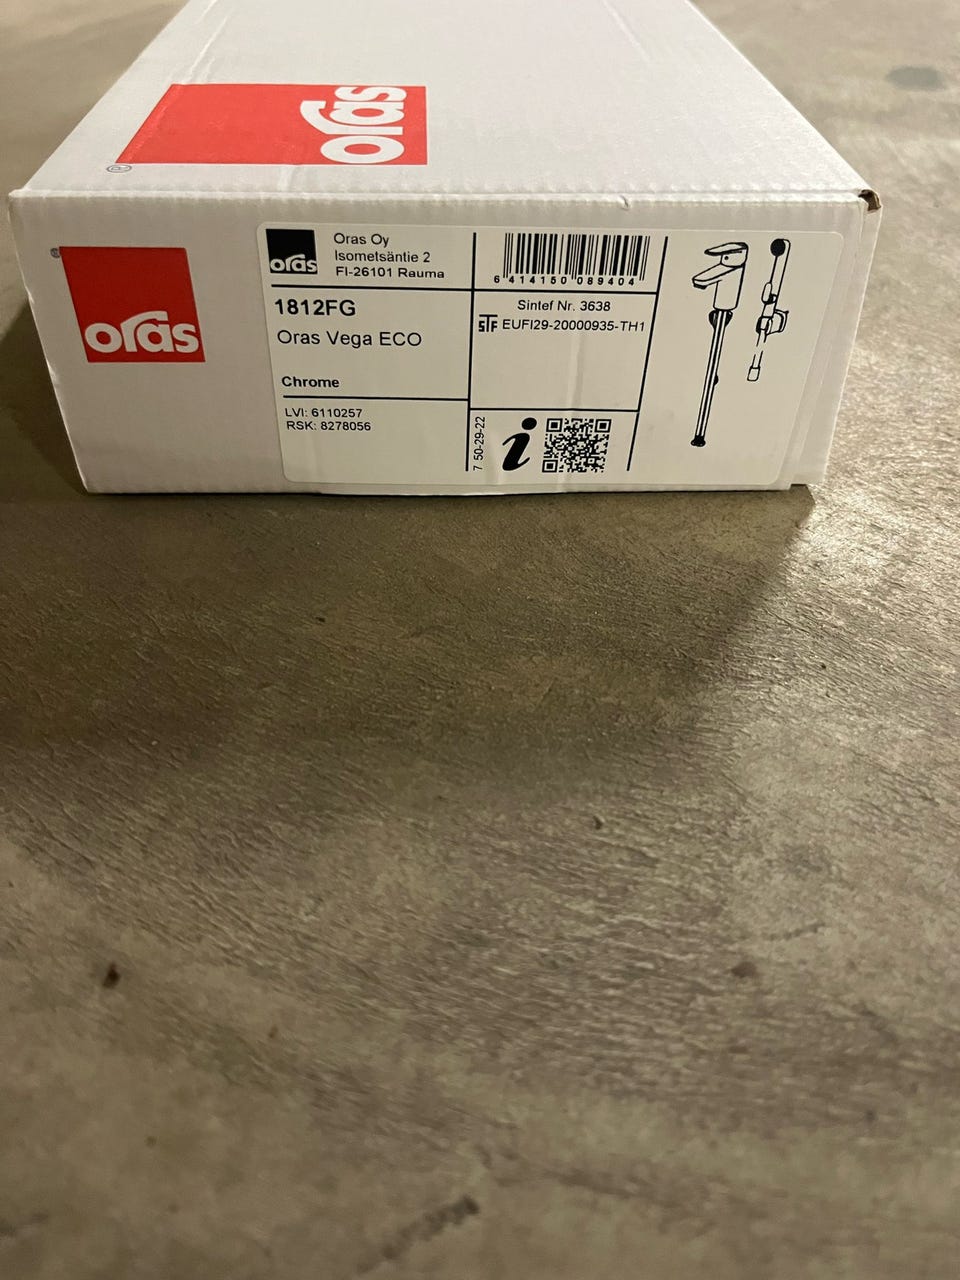 oras
®
®
oras
oras
Oras Oy
Isometsäntie 2
FI-26101 Rauma
1812FG
Oras Vega ECO
Chrome
LVI: 6110257
RSK: 8278056
6 414150 089404
Sintef Nr. 3638
STF EUFI29-20000935-TH1
7 50-29-22
i